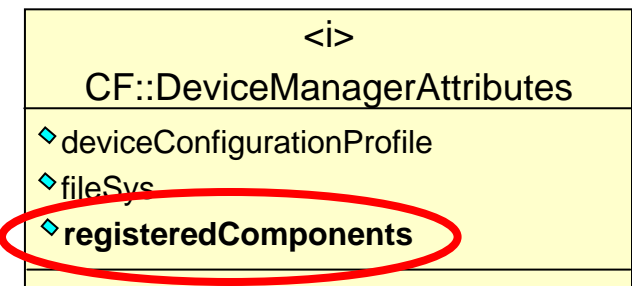 <i>
CF::DeviceManagerAttributes
deviceConfigurationProfile
fileSys
registeredComponents